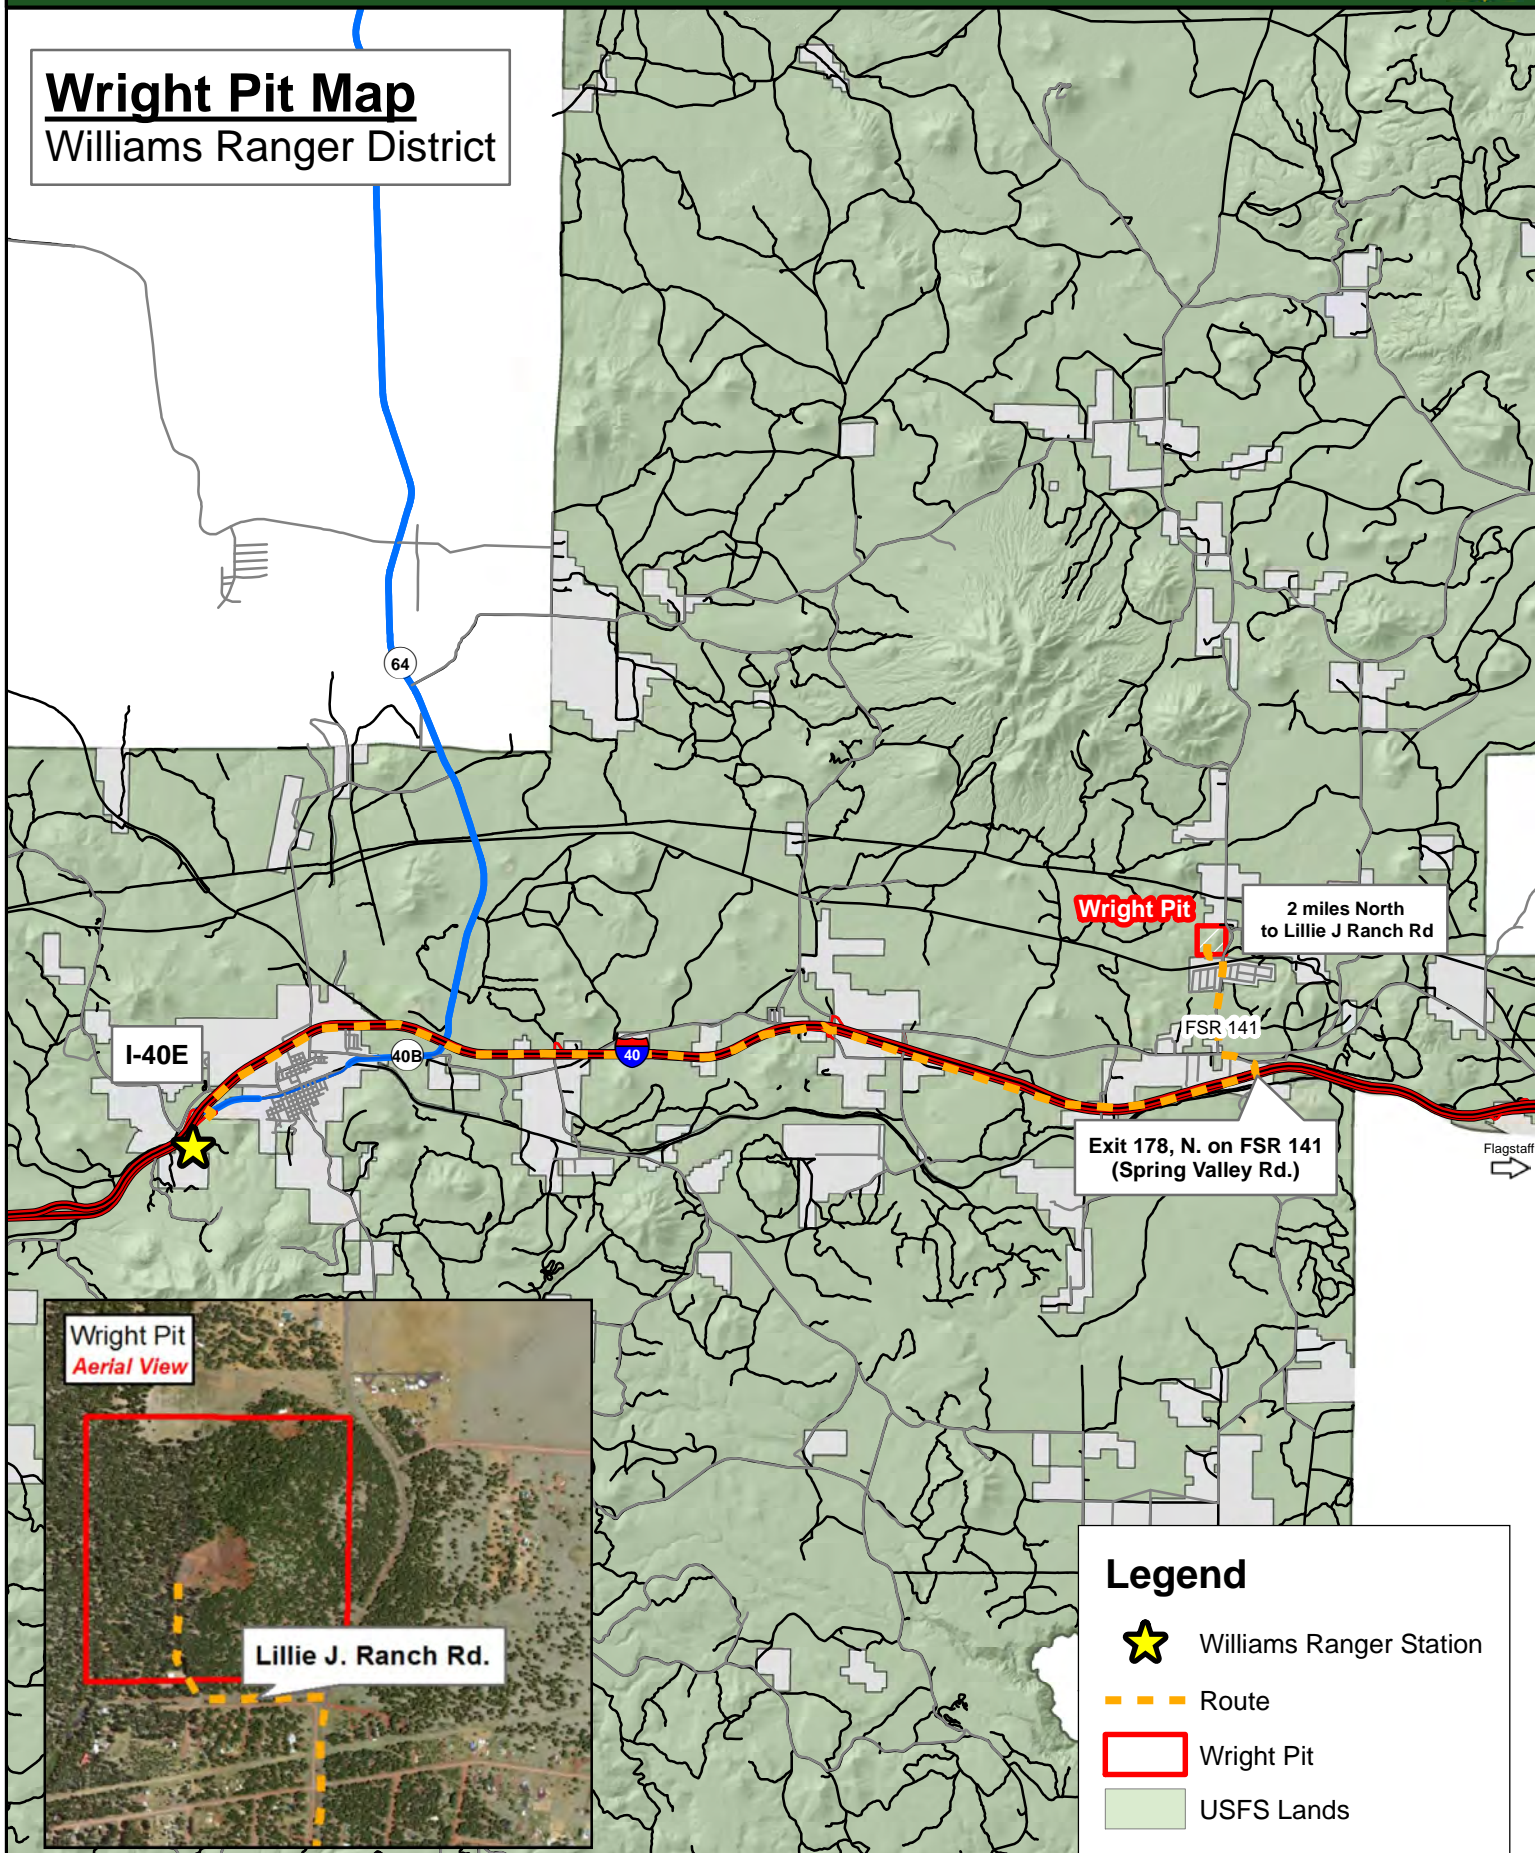 Wright Pit Map
Williams Ranger District
64
Wright Pit
2 miles North
to Lillie J Ranch Rd
FSR 141
I-40E
40B
40
Exit 178, N. on FSR 141
(Spring Valley Rd.)
Flagstaff
Wright Pit
Aerial View
Lillie J. Ranch Rd.
Legend
Williams Ranger Station
Route
Wright Pit
USFS Lands